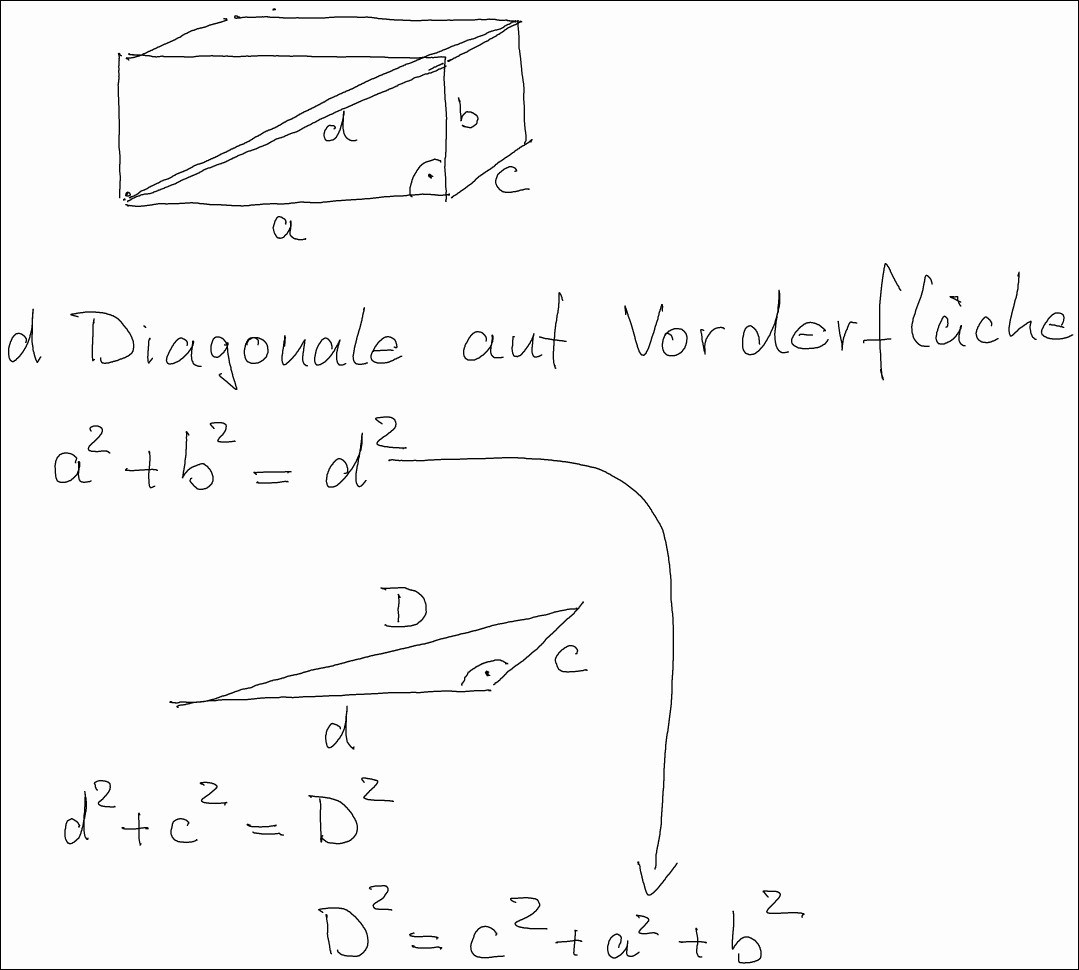 d
b
c
a
d Diagonale auf Vorderfläche
a² + b² = d²
D
c
d
d² + c² = D²
D² = c² + a² + b²